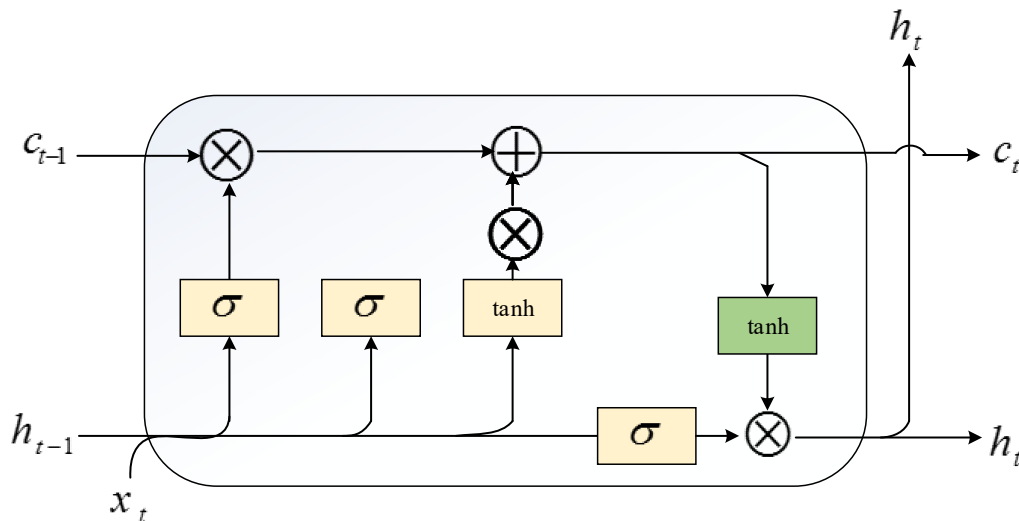 h_t
c_{t-1}
c_t
σ
σ
tanh
tanh
h_{t-1}
σ
h_t
x_t